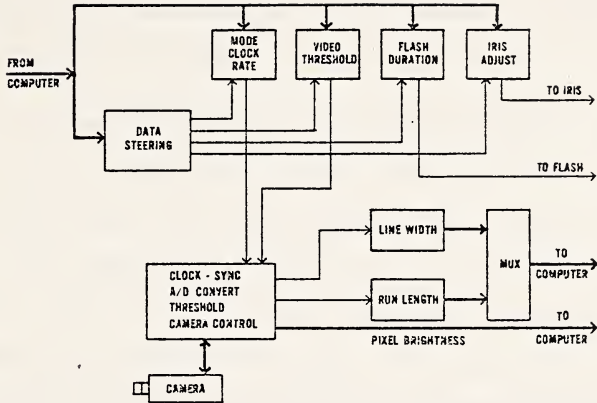 FROM
COMPUTER
MODE
CLOCK
RATE
VIDEO
THRESHOLD
FLASH
DURATION
IRIS
ADJUST
TO IRIS
DATA
STEERING
TO FLASH
LINE WIDTH
MUX
TO
COMPUTER
CLOCK - SYNC
A/D CONVERT
THRESHOLD
CAMERA CONTROL
RUN LENGTH
TO
COMPUTER
PIXEL BRIGHTNESS
CAMERA